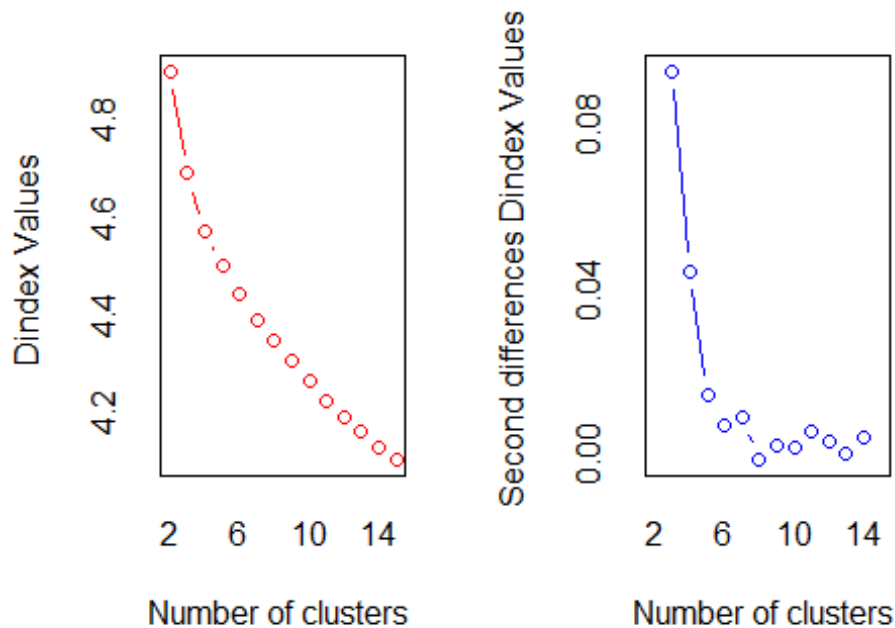 Dindex Values
4.8
4.6
4.4
4.2
2 6 10 14
Number of clusters
Second differences Dindex Values
0.08
0.04
0.00
2 6 10 14
Number of clusters